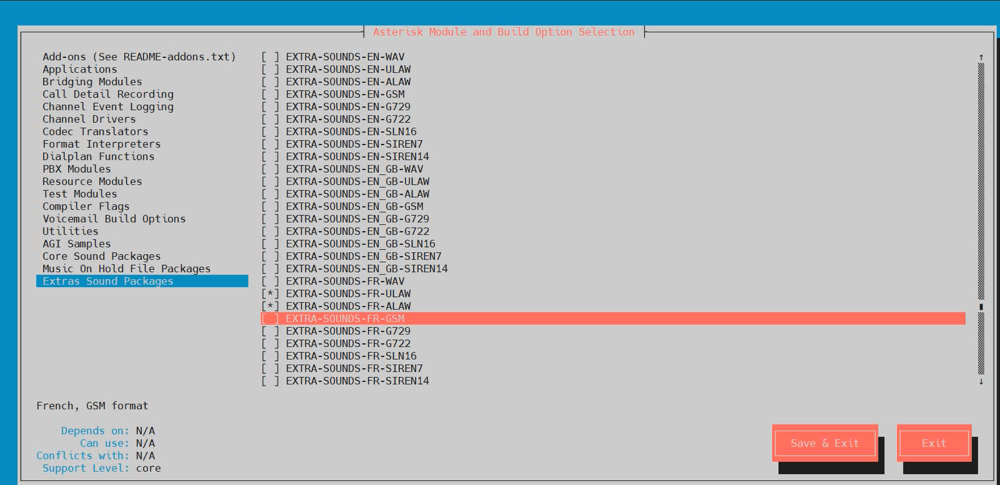 Asterisk Module and Build Option Selection
Add-ons (See README-addons.txt) [ ] EXTRA-SOUNDS-EN-WAV
Applications [ ] EXTRA-SOUNDS-EN-ULAW
Bridging Modules [ ] EXTRA-SOUNDS-EN-ALAW
Call Detail Recording [ ] EXTRA-SOUNDS-EN-GSM
Channel Event Logging [ ] EXTRA-SOUNDS-EN-G729
Channel Drivers [ ] EXTRA-SOUNDS-EN-G722
Codec Translators [ ] EXTRA-SOUNDS-EN-SLN16
Format Interpreters [ ] EXTRA-SOUNDS-EN-SIREN7
Dialplan Functions [ ] EXTRA-SOUNDS-EN-SIREN14
PBX Modules [ ] EXTRA-SOUNDS-EN_GB-WAV
Resource Modules [ ] EXTRA-SOUNDS-EN_GB-ULAW
Test Modules [ ] EXTRA-SOUNDS-EN_GB-ALAW
Compiler Flags [ ] EXTRA-SOUNDS-EN_GB-GSM
Voicemail Build Options [ ] EXTRA-SOUNDS-EN_GB-G729
Utilities [ ] EXTRA-SOUNDS-EN_GB-G722
AGI Samples [ ] EXTRA-SOUNDS-EN_GB-SLN16
Core Sound Packages [ ] EXTRA-SOUNDS-EN_GB-SIREN7
Music On Hold File Packages [ ] EXTRA-SOUNDS-EN_GB-SIREN14
Extras Sound Packages [ ] EXTRA-SOUNDS-FR-WAV
[*] EXTRA-SOUNDS-FR-ULAW
[*] EXTRA-SOUNDS-FR-ALAW
[ ] EXTRA-SOUNDS-FR-GSM
[ ] EXTRA-SOUNDS-FR-G729
[ ] EXTRA-SOUNDS-FR-G722
[ ] EXTRA-SOUNDS-FR-SLN16
[ ] EXTRA-SOUNDS-FR-SIREN7
[ ] EXTRA-SOUNDS-FR-SIREN14
French, GSM format
Depends on: N/A
Can use: N/A
Conflicts with: N/A
Support Level: core
Save & Exit
Exit